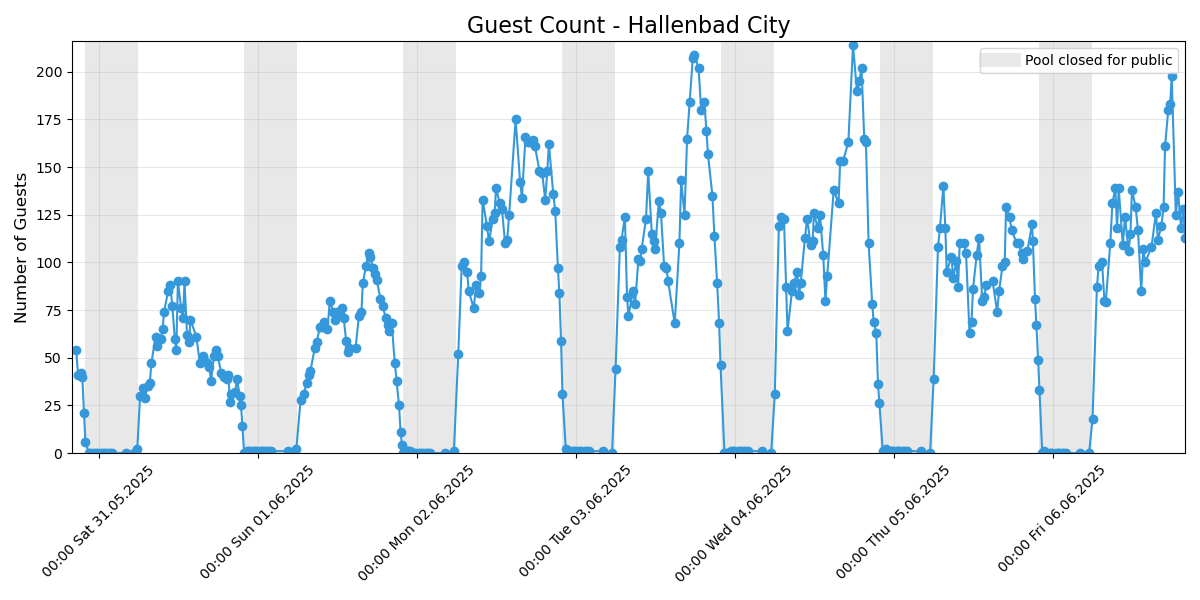 Guest Count - Hallenbad City
Pool closed for public
Number of Guests
200
175
150
125
100
75
50
25
0
00:00 Sat 31.05.2025
00:00 Sun 01.06.2025
00:00 Mon 02.06.2025
00:00 Tue 03.06.2025
00:00 Wed 04.06.2025
00:00 Thu 05.06.2025
00:00 Fri 06.06.2025